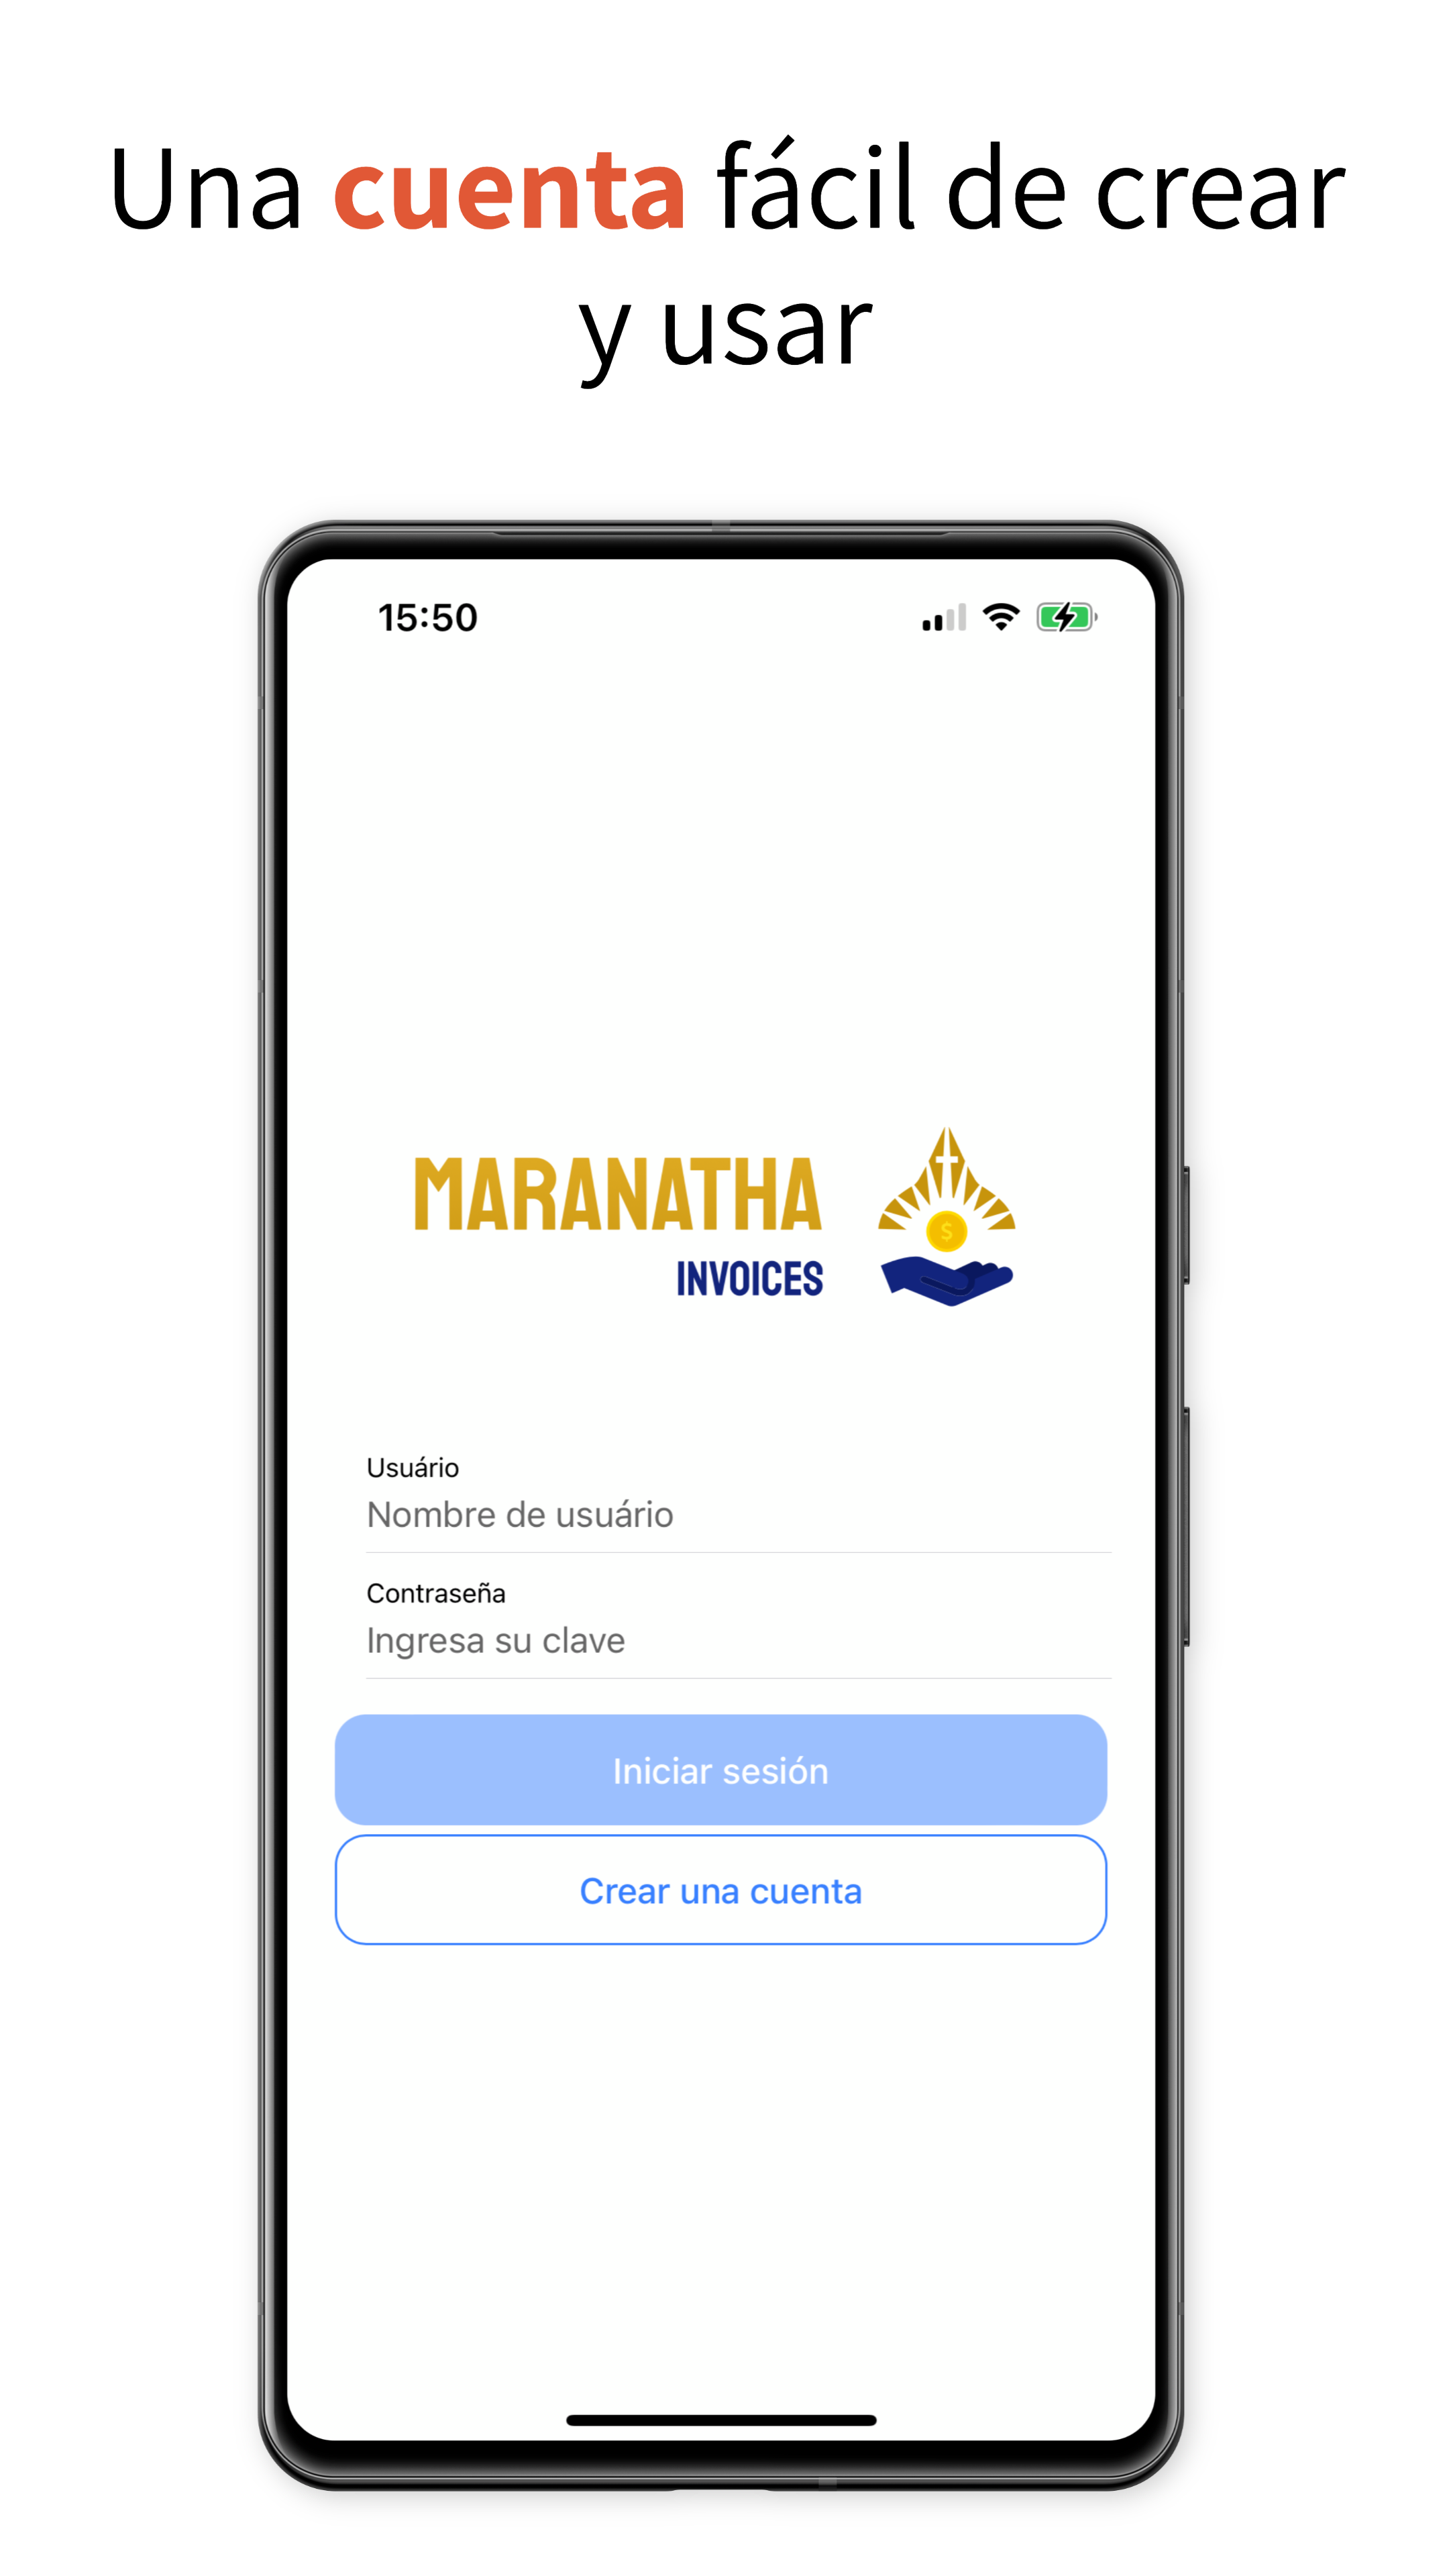 Una cuenta fácil de crear
y usar
15:50
MARANATHA
INVOICES
$
Usuário
Nombre de usuário
Contraseña
Ingresa su clave
Iniciar sesión
Crear una cuenta